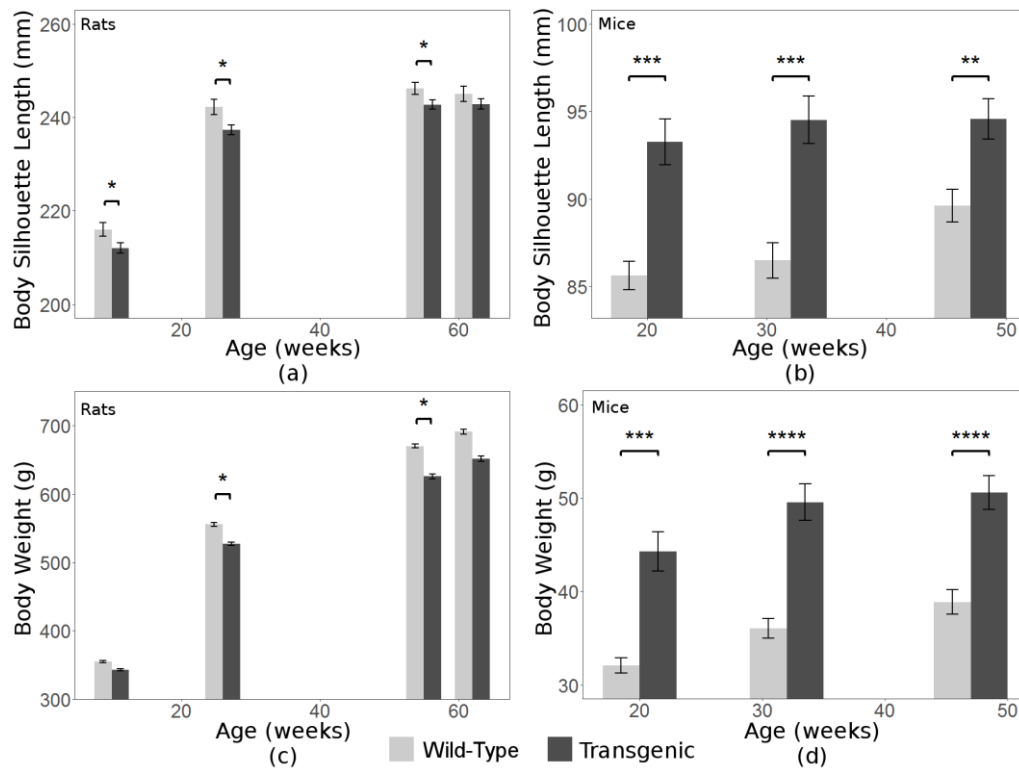 Rats
Body Silhouette Length (mm)
260
240
220
200
*
*
*
20
40
60
Age (weeks)
(a)
Mice
Body Silhouette Length (mm)
100
95
90
85
***
***
**
20
30
40
50
Age (weeks)
(b)
Rats
Body Weight (g)
700
600
500
400
300
*
*
20
40
60
Age (weeks)
(c)
Mice
Body Weight (g)
60
50
40
30
***
****
****
20
30
40
50
Age (weeks)
(d)
Wild-Type
Transgenic